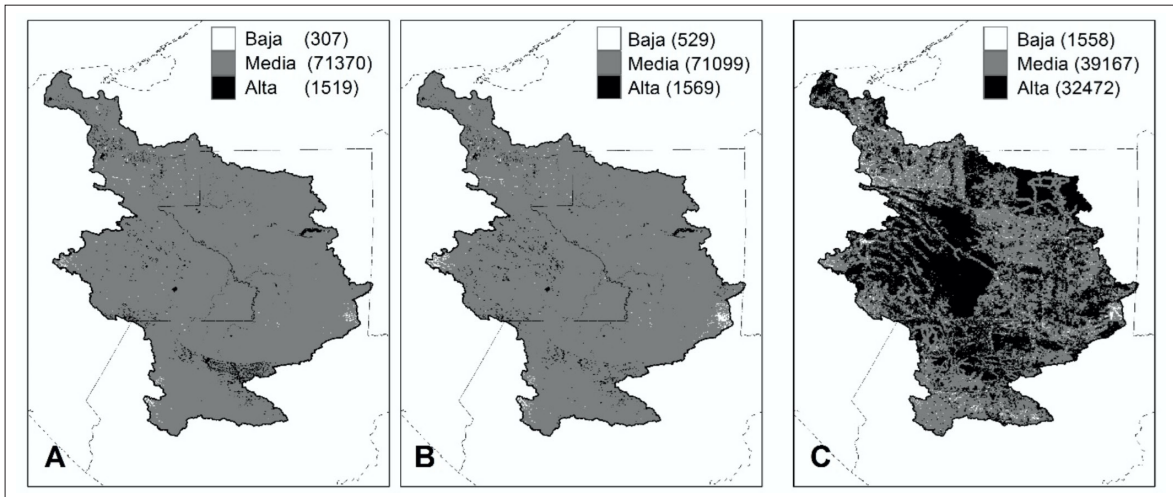 Baja (307)
Media (71370)
Alta (1519)
A
Baja (529)
Media (71099)
Alta (1569)
B
Baja (1558)
Media (39167)
Alta (32472)
C